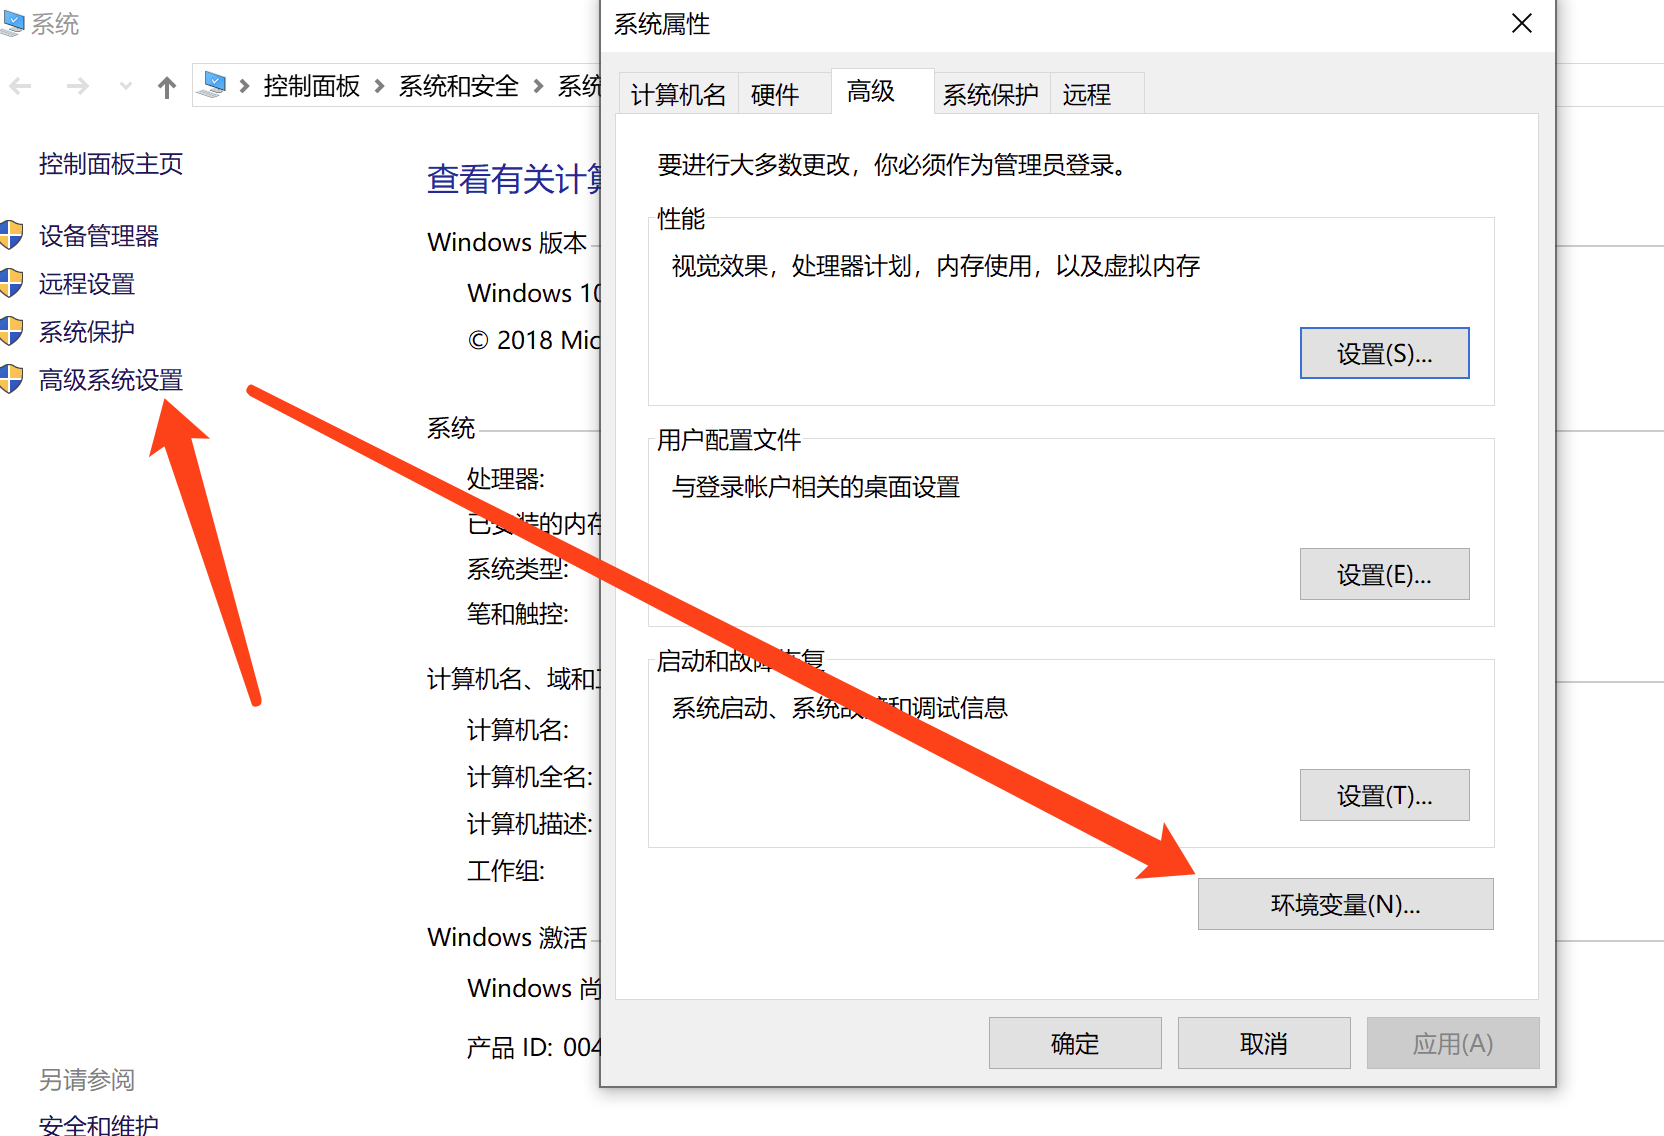 系统
控制面板 > 系统和安全 > 系统
控制面板主页
设备管理器
远程设置
系统保护
高级系统设置
另请参阅
安全和维护
查看有关计算
Windows 版本
Windows 10
© 2018 Mic
系统
处理器:
已安装的内存
系统类型:
笔和触控:
计算机名、域和工
计算机名:
计算机全名:
计算机描述:
工作组:
Windows 激活
Windows 尚
产品 ID: 004
系统属性
计算机名 硬件 高级 系统保护 远程
要进行大多数更改，你必须作为管理员登录。
性能
视觉效果，处理器计划，内存使用，以及虚拟内存
设置(S)...
用户配置文件
与登录帐户相关的桌面设置
设置(E)...
启动和故障恢复
系统启动、系统故障和调试信息
设置(T)...
环境变量(N)...
确定 取消 应用(A)